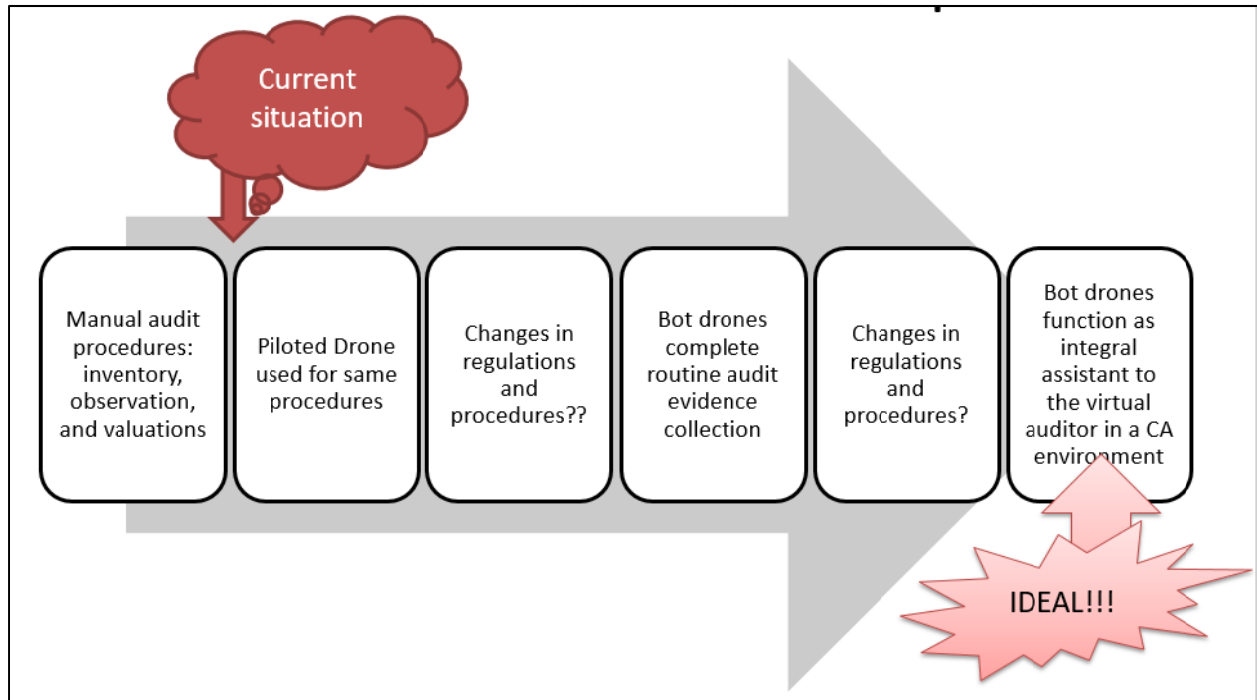 Current
situation
Manual audit
procedures:
inventory,
observation,
and valuations
Piloted Drone
used for same
procedures
Changes in
regulations
and
procedures??
Bot drones
complete
routine audit
evidence
collection
Changes in
regulations
and
procedures?
Bot drones
function as
integral
assistant to
the virtual
auditor in a CA
environment
IDEAL!!!